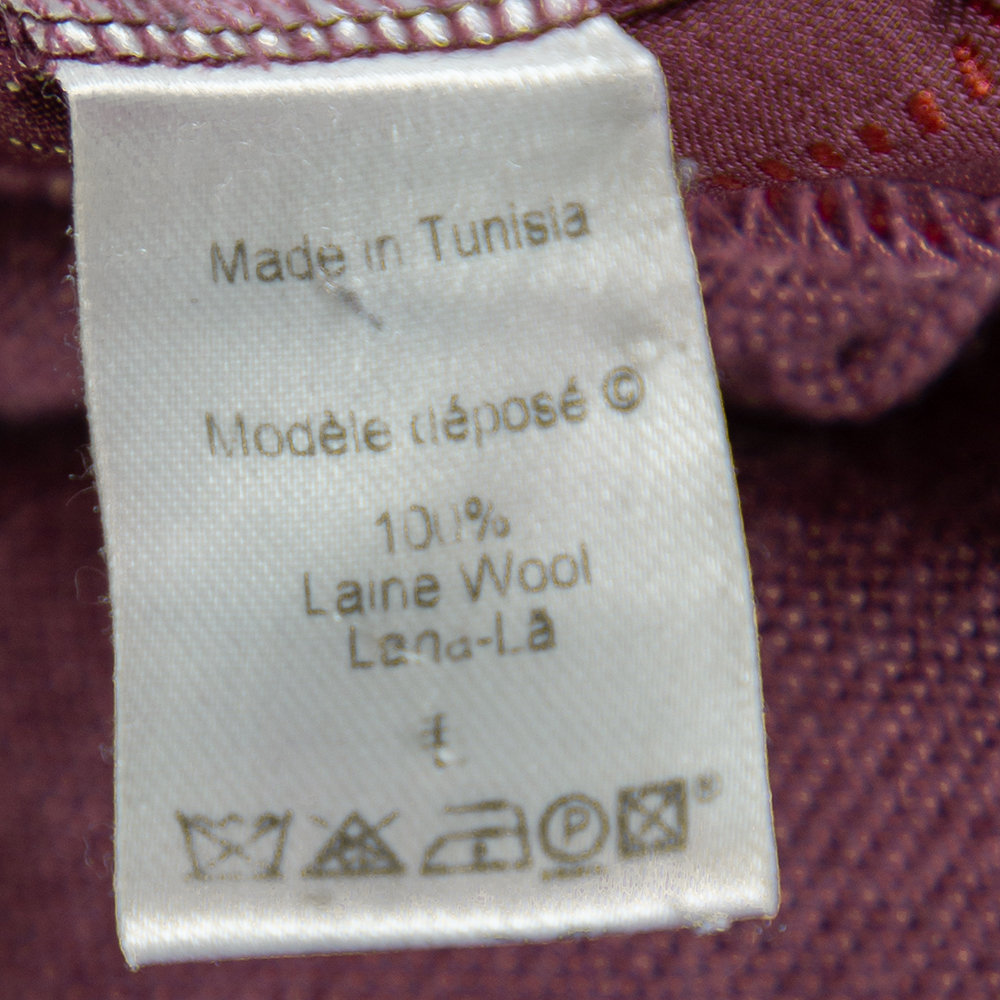 Made in Tunisia
Modèle déposé ©
100%
Laine Wool
Lana-Lã
P